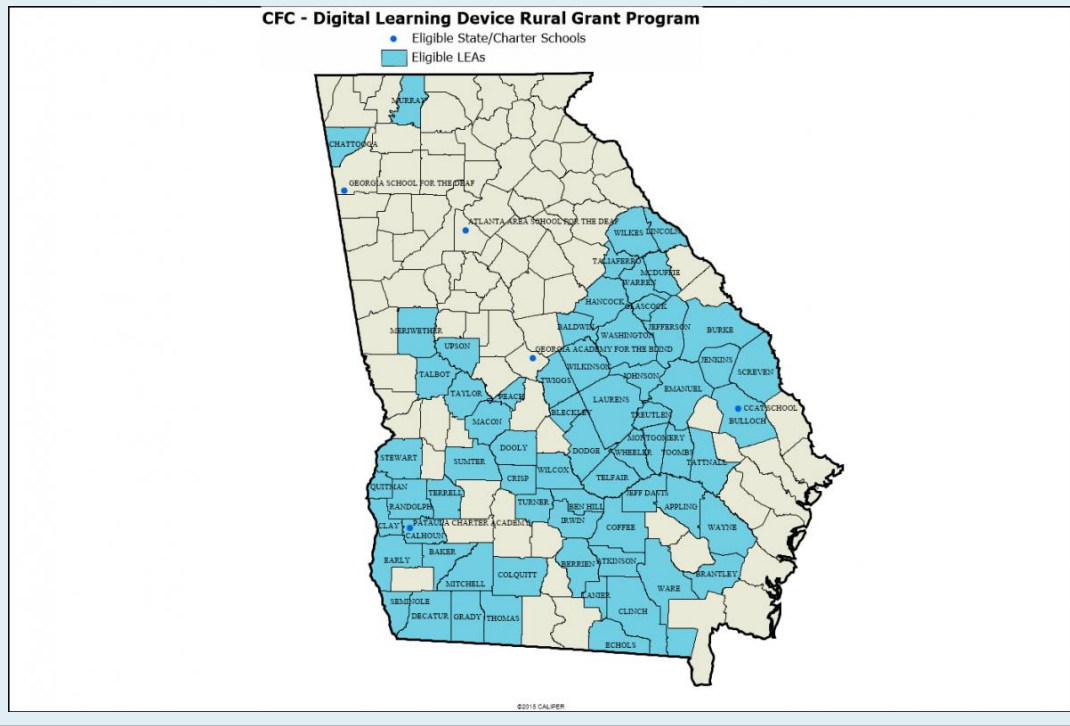 CFC - Digital Learning Device Rural Grant Program
Eligible State/Charter Schools
Eligible LEAs
MURRAY
CHATTOOGA
GEORGIA SCHOOL FOR THE DEAF
ATLANTA AREA SCHOOL FOR THE DEAF
WILKES
LINCOLN
TALIAFERRO
MCDUFFIE
WARREN
HANCOCK
GLASCOCK
BALDWIN
JEFFERSON
BURKE
MERIWETHER
WASHINGTON
UPSON
GEORGIA ACADEMY FOR THE BLIND
JENKINS
WILKINSON
SCREVEN
TALBOT
TWIGGS
JOHNSON
EMANUEL
TAYLOR
PEACH
LAURENS
BLECKLEY
TREUTLEN
CCAT SCHOOL
MACON
BULLOCH
DOOLY
DODGE
MONTGOMERY
WHEELER
TOOMBS
STEWART
SUMTER
WILCOX
TATTNALL
CRISP
TELFAIR
QUITMAN
TERRELL
JEFF DAVIS
RANDOLPH
TURNER
BEN HILL
APPLING
IRWIN
CLAY
PATAULA CHARTER ACADEMY
COFFEE
WAYNE
CALHOUN
BAKER
EARLY
BERRIEN
ATKINSON
COLQUITT
BRANTLEY
MITCHELL
WARE
LANIER
SEMINOLE
CLINCH
DECATUR
GRADY
THOMAS
ECHOLS
©2015 CALIPER